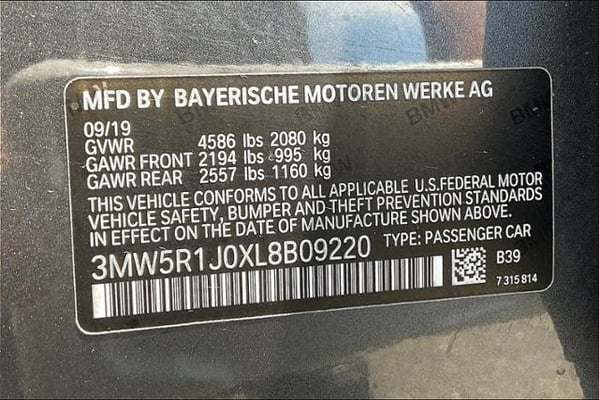 MFD BY BAYERISCHE MOTOREN WERKE AG
09/19
GVWR 4586 lbs 2080 kg
GAWR FRONT 2194 lbs 995 kg
GAWR REAR 2557 lbs 1160 kg
THIS VEHICLE CONFORMS TO ALL APPLICABLE U.S.FEDERAL MOTOR
VEHICLE SAFETY, BUMPER AND THEFT PREVENTION STANDARDS
IN EFFECT ON THE DATE OF MANUFACTURE SHOWN ABOVE.
3MW5R1J0XL8B09220 TYPE: PASSENGER CAR
B39
7 315 814